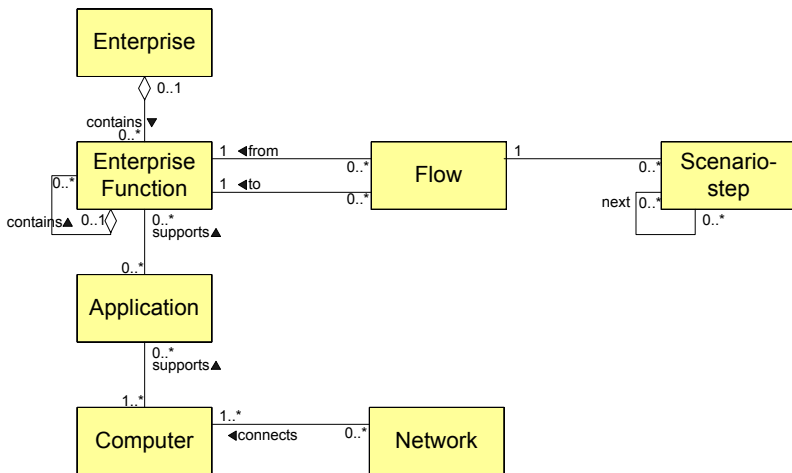 Enterprise
0..1
contains ▼
0..*
Enterprise
Function
1 ◄from
0..*
1 ◄to
0..*
Flow
1
0..*
Scenario-
step
next
0..*
0..*
0..*
0..1
contains▲
0..*
supports▲
0..*
Application
0..*
supports▲
1..*
Computer
1..*
◄connects
0..*
Network